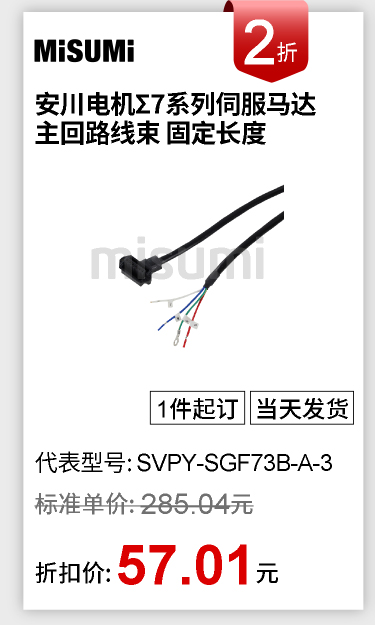 MiSUMi
2折
安川电机Σ7系列伺服马达
主回路线束 固定长度
misumi
1件起订 当天发货
代表型号: SVPY-SGF73B-A-3
标准单价: 285.04元
折扣价: 57.01元